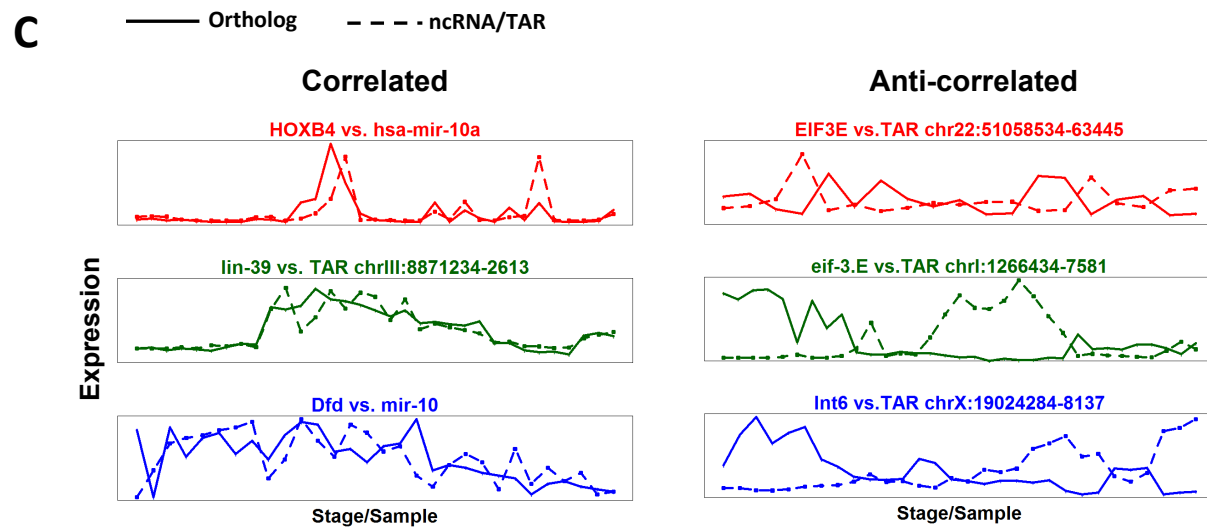 C
Ortholog
ncRNA/TAR
Correlated
Anti-correlated
HOXB4 vs. hsa-mir-10a
EIF3E vs.TAR chr22:51058534-63445
lin-39 vs. TAR chrIII:8871234-2613
eif-3.E vs.TAR chrI:1266434-7581
Expression
Dfd vs. mir-10
Int6 vs.TAR chrX:19024284-8137
Stage/Sample
Stage/Sample